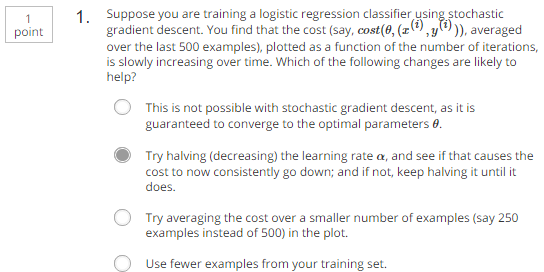 1
point
1. Suppose you are training a logistic regression classifier using stochastic
gradient descent. You find that the cost (say, cost(θ, (x^(i), y^(i))), averaged
over the last 500 examples), plotted as a function of the number of iterations,
is slowly increasing over time. Which of the following changes are likely to
help?
This is not possible with stochastic gradient descent, as it is
guaranteed to converge to the optimal parameters θ.
Try halving (decreasing) the learning rate α, and see if that causes the
cost to now consistently go down; and if not, keep halving it until it
does.
Try averaging the cost over a smaller number of examples (say 250
examples instead of 500) in the plot.
Use fewer examples from your training set.